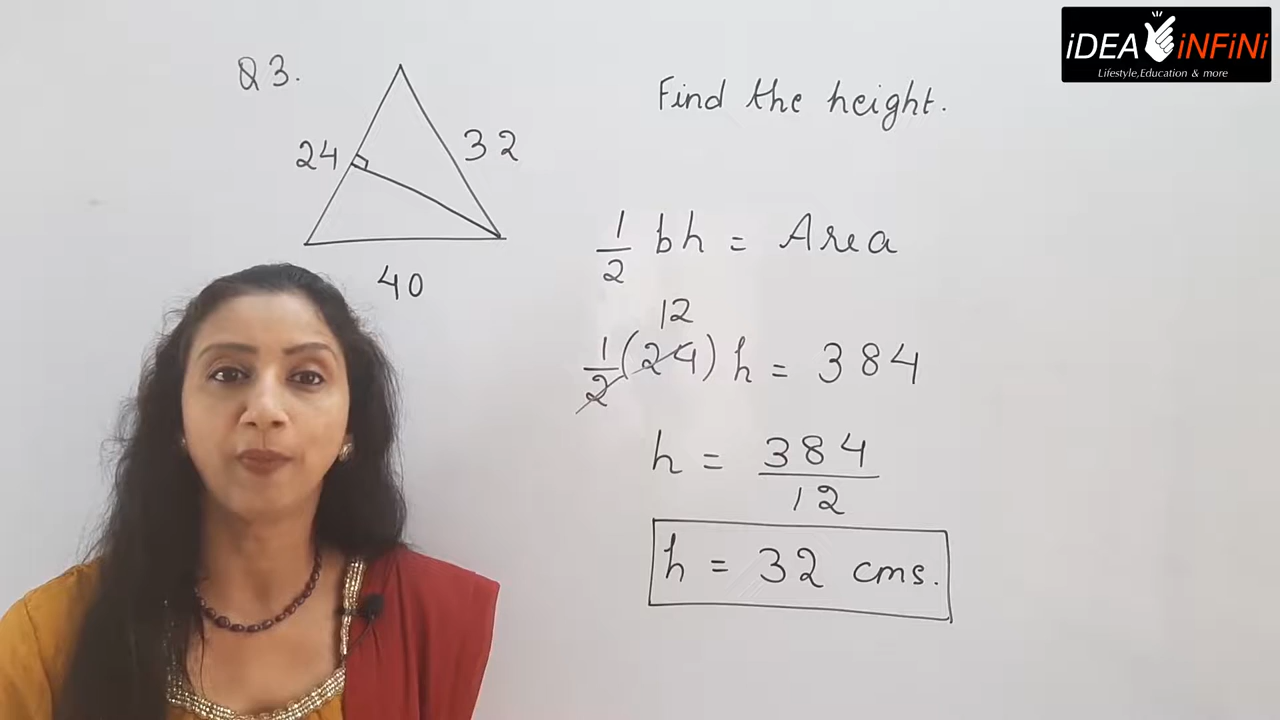 iDEA iNFiNi
Lifestyle,Education & more
Q 3.
Find the height.
24
32
40
1/2 bh = Area
12
1/2 (24) h = 384
h = 384/12
h = 32 cms.